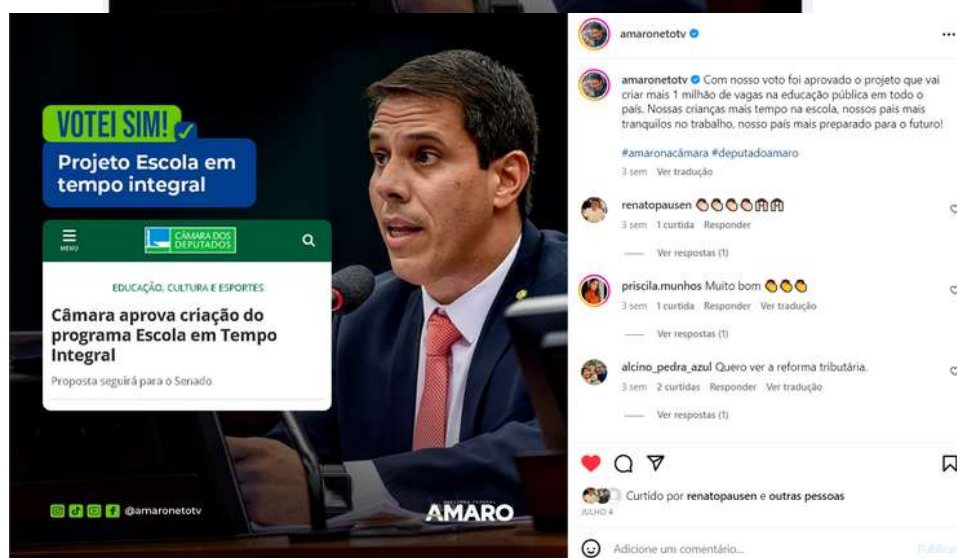 VOTEI SIM!
Projeto Escola em
tempo integral
MENU
CÂMARA DOS
DEPUTADOS
EDUCAÇÃO, CULTURA E ESPORTES
Câmara aprova criação do
programa Escola em Tempo
Integral
Proposta seguirá para o Senado
@amaronetotv
AMARO
amaronetotv
amaronetotv Com nosso voto foi aprovado o projeto que vai
criar mais 1 milhão de vagas na educação pública em todo o
país. Nossas crianças mais tempo na escola, nossos pais mais
tranquilos no trabalho, nosso país mais preparado para o futuro!
#amaronacâmara #deputadoamaro
3 sem Ver tradução
renatopausen 👏👏👏👏🙌🙌
3 sem 1 curtida Responder
Ver respostas (1)
priscila.munhos Muito bom 👏👏👏
3 sem 1 curtida Responder Ver tradução
Ver respostas (1)
alcino_pedra_azul Quero ver a reforma tributária.
3 sem 2 curtidas Responder Ver tradução
Ver respostas (1)
Curtido por renatopausen e outras pessoas
JULHO 4
Adicione um comentário...
Publicar